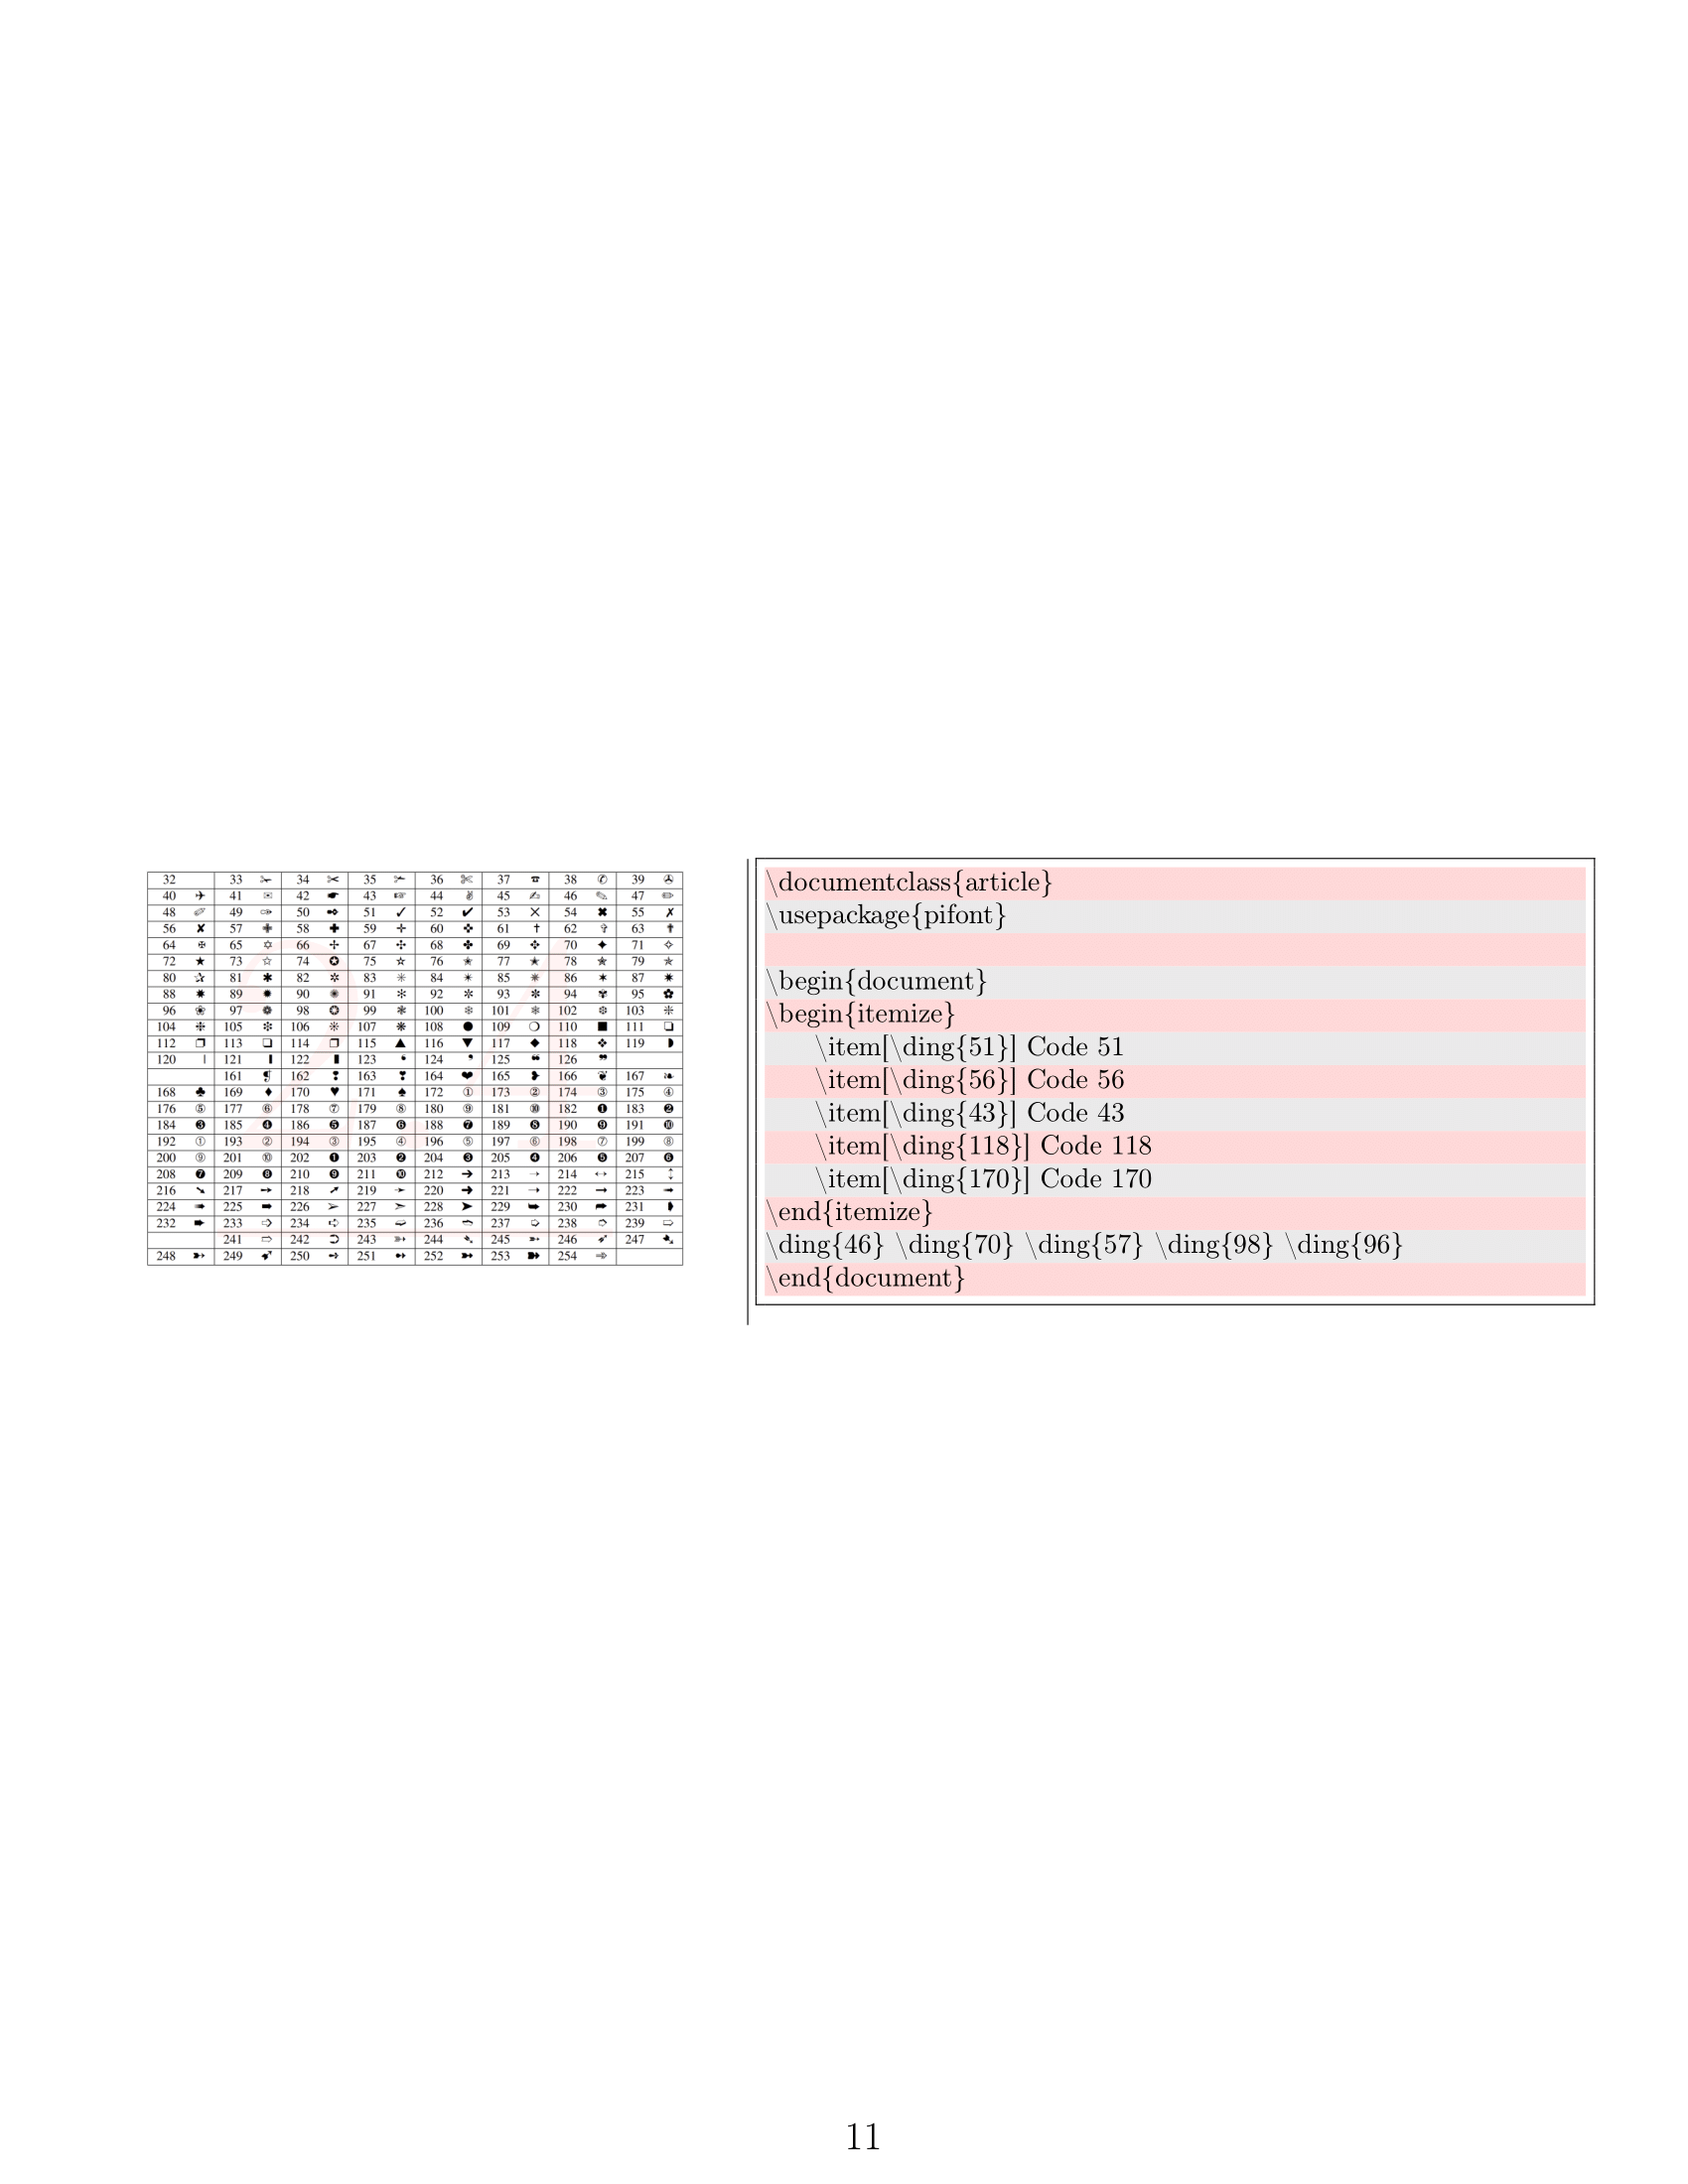 32 33 ✁ 34 ✂ 35 ✃ 36 ✄ 37 ☎ 38 ✆ 39 ✇
40 ✈ 41 ✉ 42 ☛ 43 ☞ 44 ✌ 45 ✍ 46 ✎ 47 ✏
48 ✐ 49 ✑ 50 ✒ 51 ✓ 52 ✔ 53 ✕ 54 ✖ 55 ✗
56 ✘ 57 ✙ 58 ✚ 59 ✛ 60 ✜ 61 ✝ 62 ✞ 63 ✟
64 ✠ 65 ✡ 66 ✢ 67 ✣ 68 ✤ 69 ✥ 70 ✦ 71 ✧
72 ★ 73 ✩ 74 ✪ 75 ✫ 76 ✬ 77 ✭ 78 ✮ 79 ✯
80 ✰ 81 ✱ 82 ✲ 83 ✳ 84 ✴ 85 ✵ 86 ✶ 87 ✷
88 ✸ 89 ✹ 90 ✺ 91 ✻ 92 ✼ 93 ✽ 94 ✾ 95 ✿
96 ❀ 97 ❁ 98 ❂ 99 ❃ 100 ❄ 101 ❅ 102 ❆ 103 ❇
104 ❈ 105 ❉ 106 ❊ 107 ❋ 108 ● 109 ❍ 110 ■ 111 ❏
112 ❐ 113 ❑ 114 ❒ 115 ▲ 116 ▼ 117 ◆ 118 ❖ 119 ◗
120 ❘ 121 ❙ 122 ❚ 123 ❛ 124 ❜ 125 ❝ 126 ❞
161 ❡ 162 ❢ 163 ❣ 164 ❤ 165 ❥ 166 ❦ 167 ❧
168 ♣ 169 ♦ 170 ♥ 171 ♠ 172 ① 173 ② 174 ③ 175 ④
176 ⑤ 177 ⑥ 178 ⑦ 179 ⑧ 180 ⑨ 181 ⑩ 182 ❶ 183 ❷
184 ❸ 185 ❹ 186 ❺ 187 ❻ 188 ❼ 189 ❽ 190 ❾ 191 ❿
192 ➀ 193 ➁ 194 ➂ 195 ➃ 196 ➄ 197 ➅ 198 ➆ 199 ➇
200 ➈ 201 ➉ 202 ➊ 203 ➋ 204 ➌ 205 ➍ 206 ➎ 207 ➏
208 ➐ 209 ➑ 210 ➒ 211 ➓ 212 ➔ 213 → 214 ↔ 215 ↕
216 ➘ 217 ➙ 218 ➚ 219 ➛ 220 ➜ 221 ➝ 222 ➞ 223 ➟
224 ➠ 225 ➡ 226 ➢ 227 ➣ 228 ➤ 229 ➥ 230 ➦ 231 ➧
232 ➨ 233 ➩ 234 ➪ 235 ➫ 236 ➬ 237 ➭ 238 ➮ 239 ➯
241 ➱ 242 ➲ 243 ➳ 244 ➴ 245 ➵ 246 ➶ 247 ➷
248 ➸ 249 ➹ 250 ➺ 251 ➻ 252 ➼ 253 ➽ 254 ➾
\documentclass{article}
\usepackage{pifont}
\begin{document}
\begin{itemize}
\item[\ding{51}] Code 51
\item[\ding{56}] Code 56
\item[\ding{43}] Code 43
\item[\ding{118}] Code 118
\item[\ding{170}] Code 170
\end{itemize}
\ding{46} \ding{70} \ding{57} \ding{98} \ding{96}
\end{document}
11